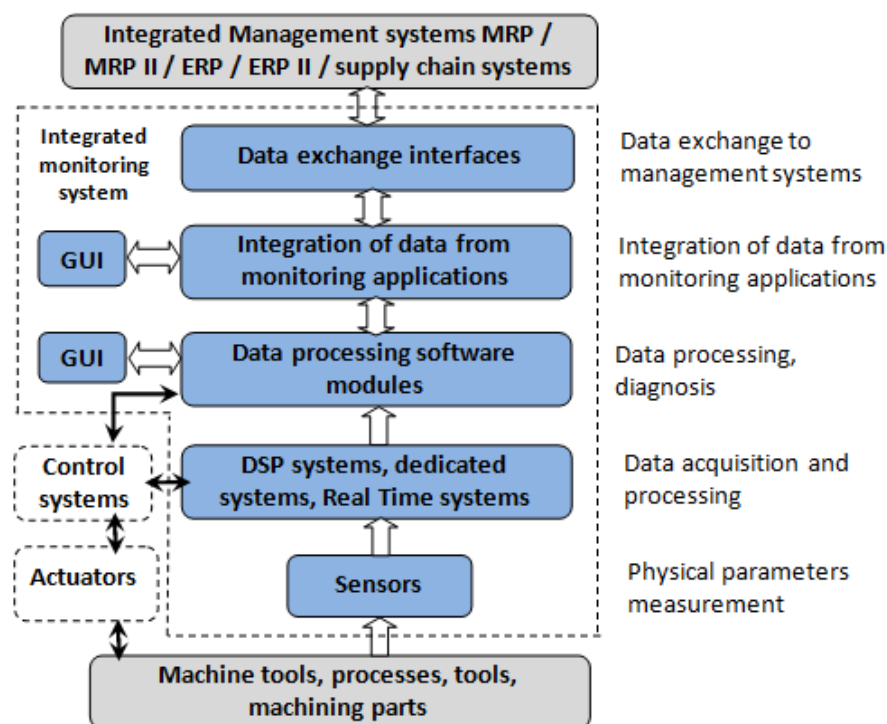 Integrated Management systems MRP /
MRP II / ERP / ERP II / supply chain systems
Integrated
monitoring
system
Data exchange interfaces
Data exchange to
management systems
GUI
Integration of data from
monitoring applications
Integration of data from
monitoring applications
GUI
Data processing software
modules
Data processing,
diagnosis
Control
systems
DSP systems, dedicated
systems, Real Time systems
Data acquisition and
processing
Actuators
Sensors
Physical parameters
measurement
Machine tools, processes, tools,
machining parts